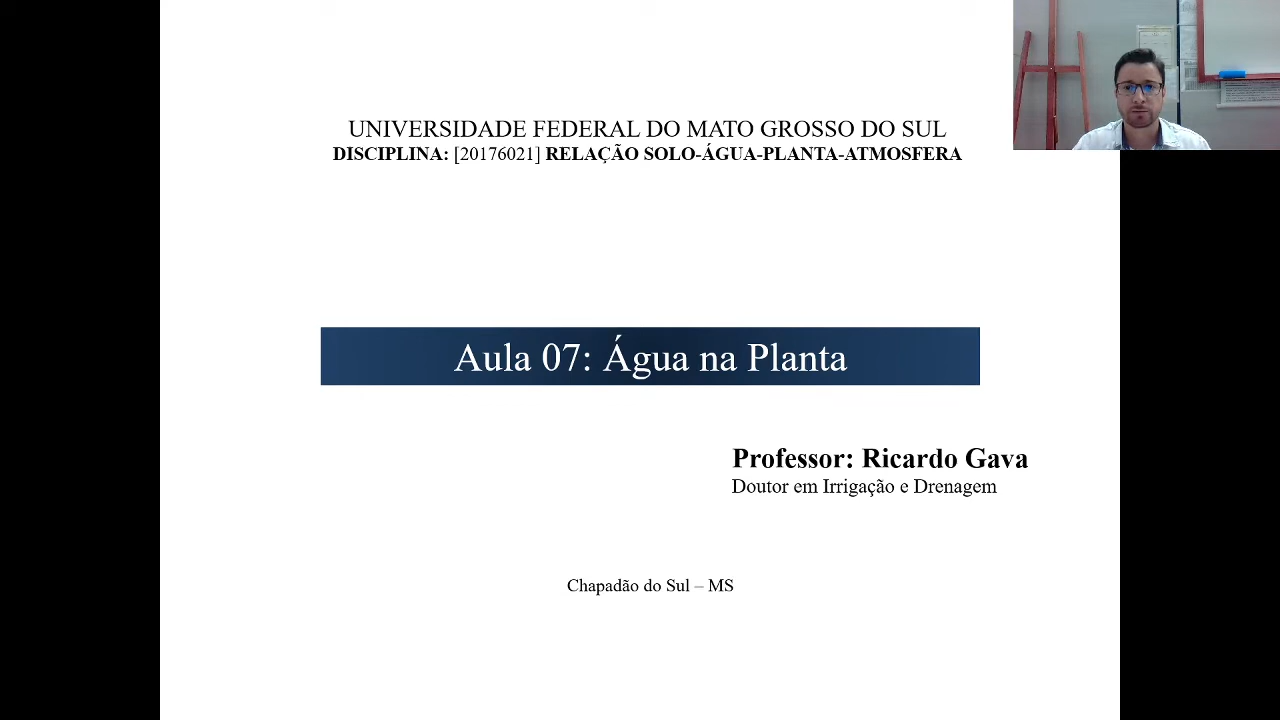 UNIVERSIDADE FEDERAL DO MATO GROSSO DO SUL
DISCIPLINA: [20176021] RELAÇÃO SOLO-ÁGUA-PLANTA-ATMOSFERA
Aula 07: Água na Planta
Professor: Ricardo Gava
Doutor em Irrigação e Drenagem
Chapadão do Sul – MS